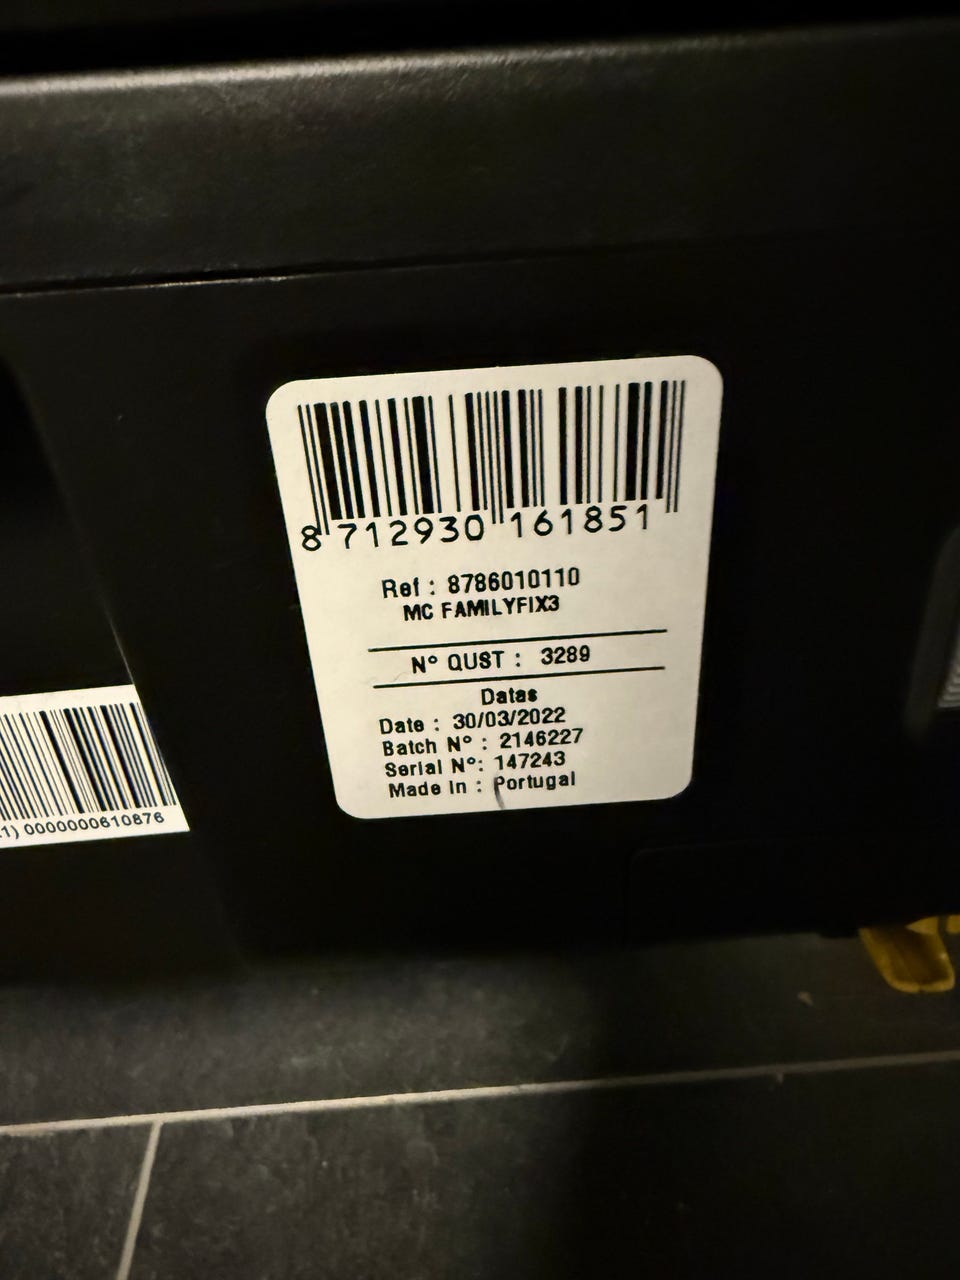 8 712930 161851
Ref : 8786010110
MC FAMILYFIX3
N° QUST : 3289
Datas
Date : 30/03/2022
Batch N° : 2146227
Serial N°: 147243
Made In : Portugal
1) 0000000610876